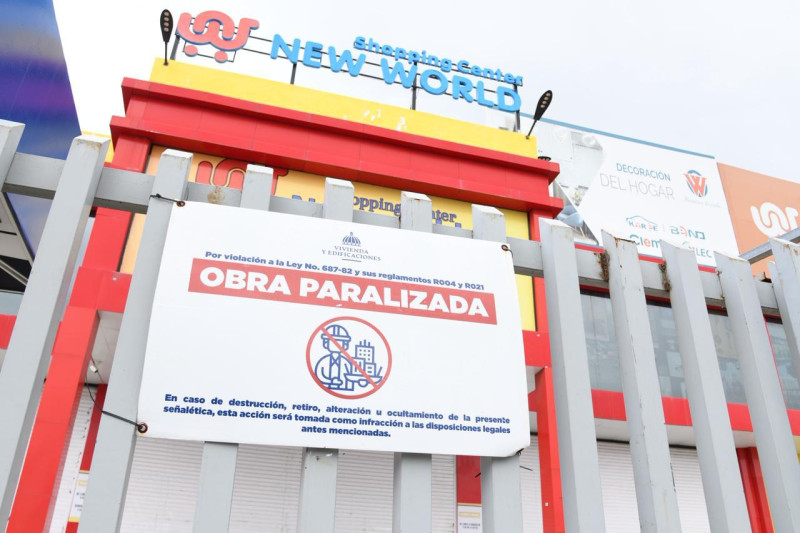 Shopping Center
NEW WORLD
Shopping Center
DECORACIÓN
DEL HOGAR
VIVIENDA
Y EDIFICACIONES
Por violación a la Ley No. 687-82 y sus reglamentos R004 y R021
OBRA PARALIZADA
En caso de destrucción, retiro, alteración u ocultamiento de la presente
señalética, esta acción será tomada como infracción a las disposiciones legales
antes mencionadas.